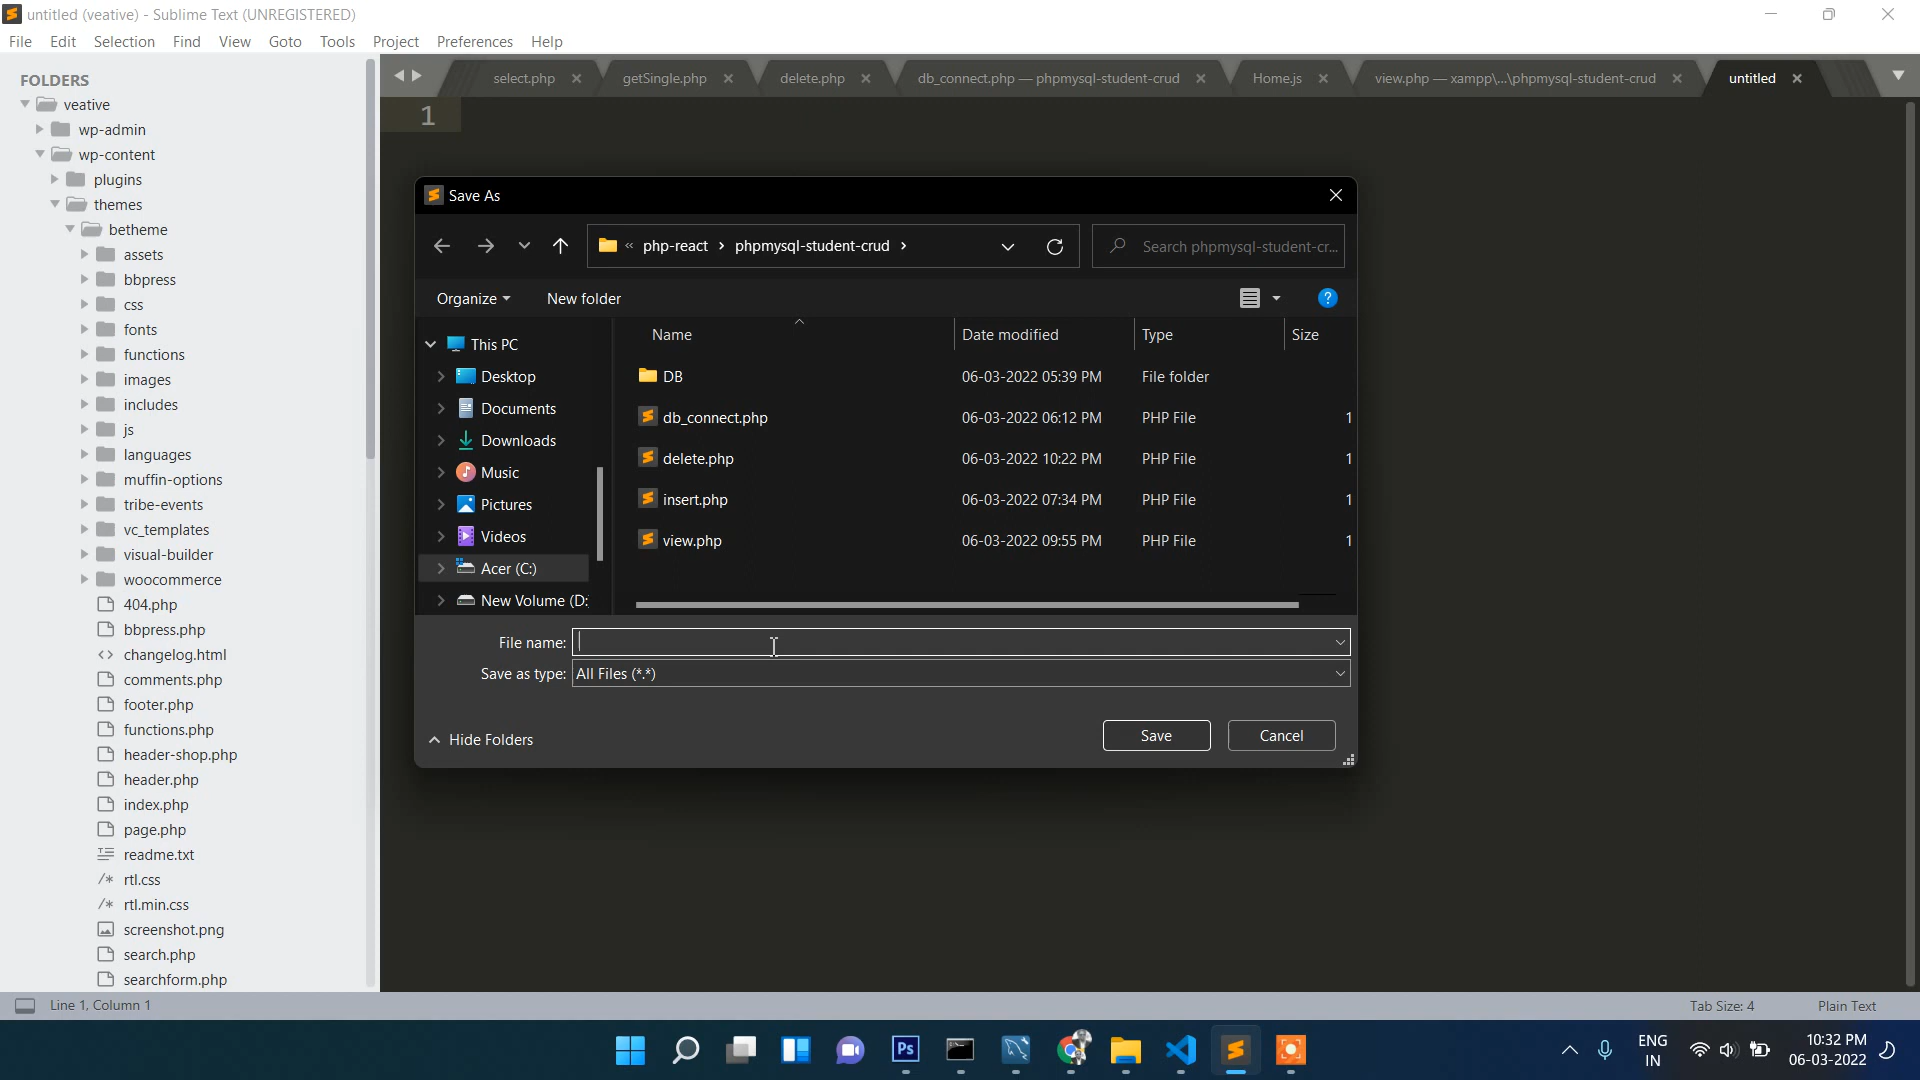 untitled (veative) - Sublime Text (UNREGISTERED)
File Edit Selection Find View Goto Tools Project Preferences Help
FOLDERS
veative
wp-admin
wp-content
plugins
themes
betheme
assets
bbpress
css
fonts
functions
images
includes
js
languages
muffin-options
tribe-events
vc_templates
visual-builder
woocommerce
404.php
bbpress.php
changelog.html
comments.php
footer.php
functions.php
header-shop.php
header.php
index.php
page.php
readme.txt
rtl.css
rtl.min.css
screenshot.png
search.php
searchform.php
select.php getSingle.php delete.php db_connect.php — phpmysql-student-crud Home.js view.php — xampp\...\phpmysql-student-crud untitled
1
Save As
« php-react › phpmysql-student-crud › Search phpmysql-student-cr...
Organize New folder
This PC
Desktop
Documents
Downloads
Music
Pictures
Videos
Acer (C:)
New Volume (D:
Name Date modified Type Size
DB 06-03-2022 05:39 PM File folder
db_connect.php 06-03-2022 06:12 PM PHP File 1
delete.php 06-03-2022 10:22 PM PHP File 1
insert.php 06-03-2022 07:34 PM PHP File 1
view.php 06-03-2022 09:55 PM PHP File 1
File name:
Save as type: All Files (*.*)
Hide Folders
Save Cancel
Line 1, Column 1 Tab Size: 4 Plain Text
Ps
ENG
IN
10:32 PM
06-03-2022